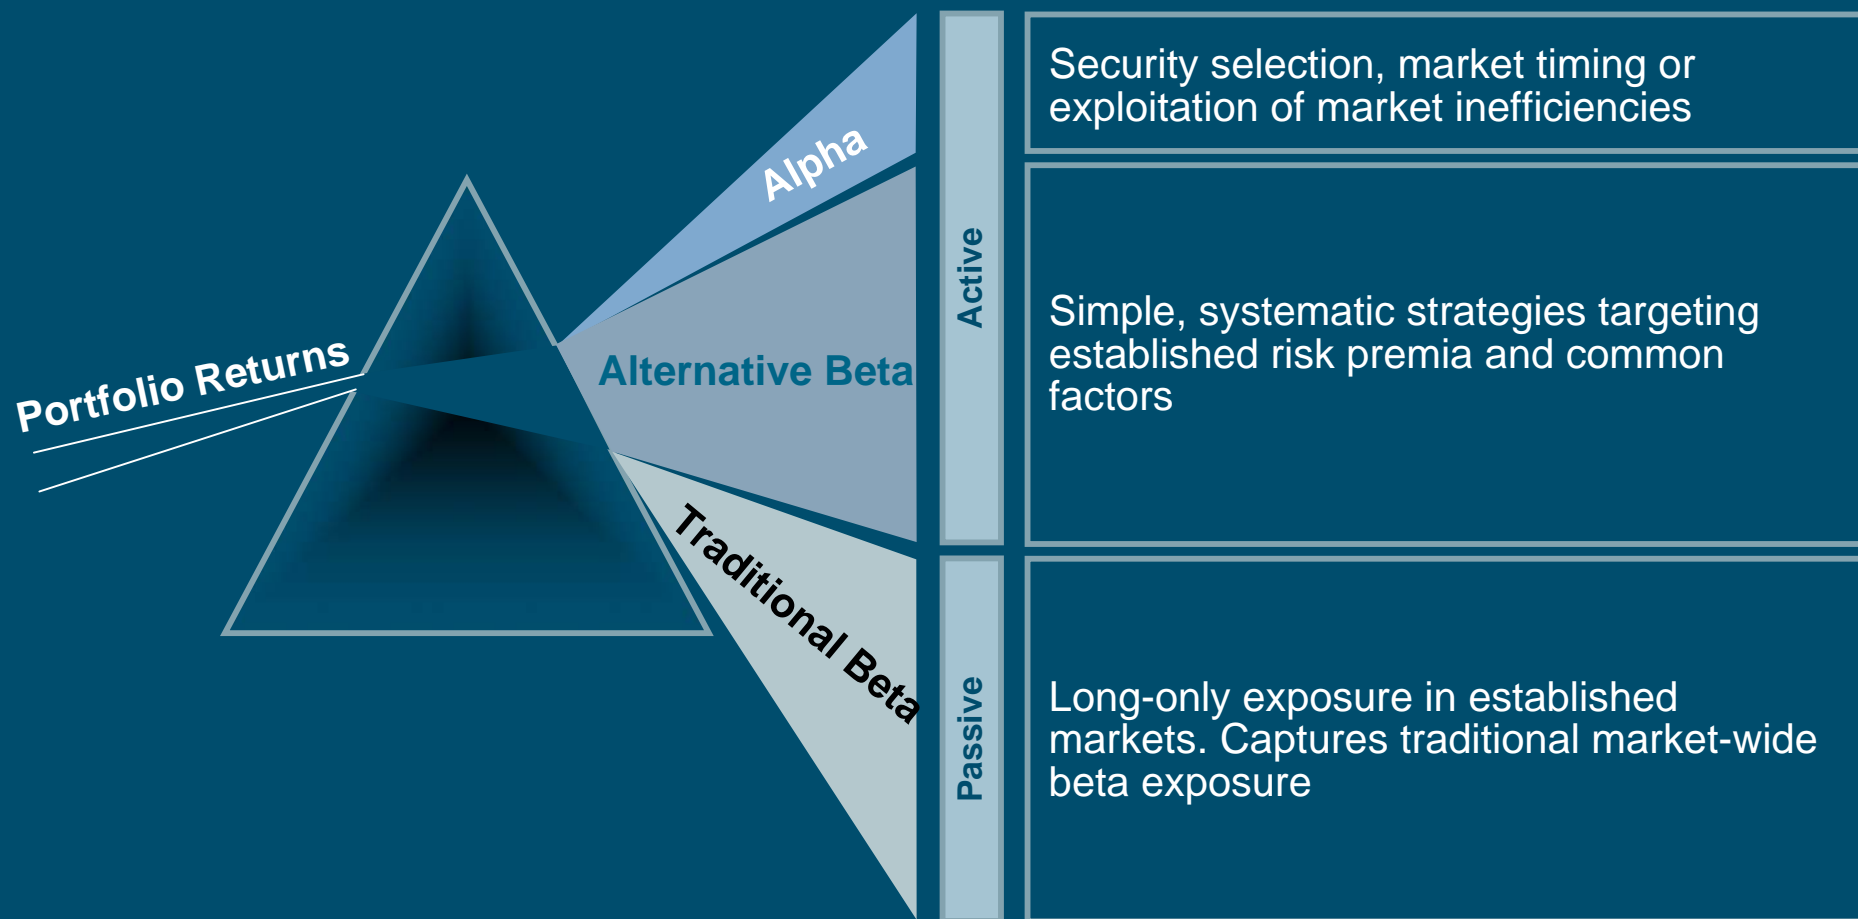 Portfolio Returns
Alpha
Alternative Beta
Traditional Beta
Active
Passive
Security selection, market timing or
exploitation of market inefficiencies
Simple, systematic strategies targeting
established risk premia and common
factors
Long-only exposure in established
markets. Captures traditional market-wide
beta exposure